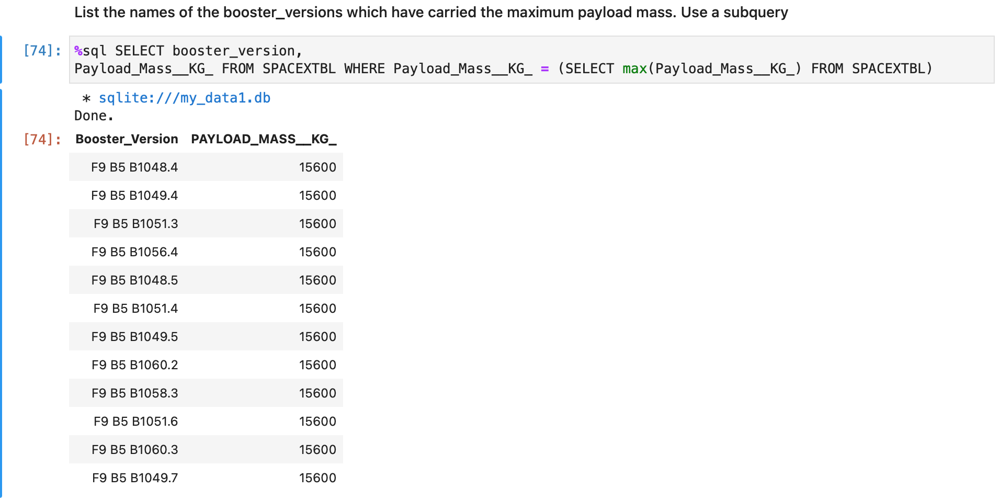 List the names of the booster_versions which have carried the maximum payload mass. Use a subquery
[74]: %sql SELECT booster_version,
Payload_Mass__KG_ FROM SPACEXTBL WHERE Payload_Mass__KG_ = (SELECT max(Payload_Mass__KG_) FROM SPACEXTBL)
* sqlite:///my_data1.db
Done.
[74]: Booster_Version PAYLOAD_MASS__KG_
F9 B5 B1048.4 15600
F9 B5 B1049.4 15600
F9 B5 B1051.3 15600
F9 B5 B1056.4 15600
F9 B5 B1048.5 15600
F9 B5 B1051.4 15600
F9 B5 B1049.5 15600
F9 B5 B1060.2 15600
F9 B5 B1058.3 15600
F9 B5 B1051.6 15600
F9 B5 B1060.3 15600
F9 B5 B1049.7 15600